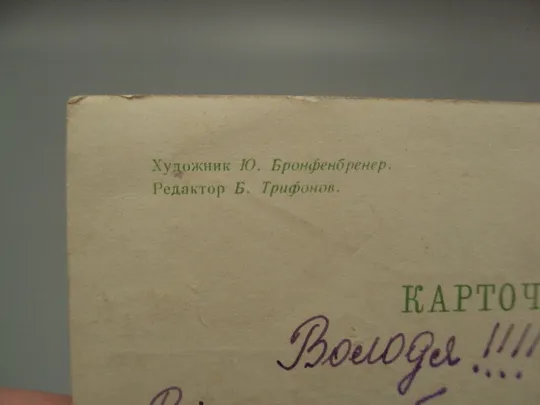 Художник Ю. Бронфенбренер.
Редактор Б. Трифонов.
КАРТОЧ
Володя !!!!